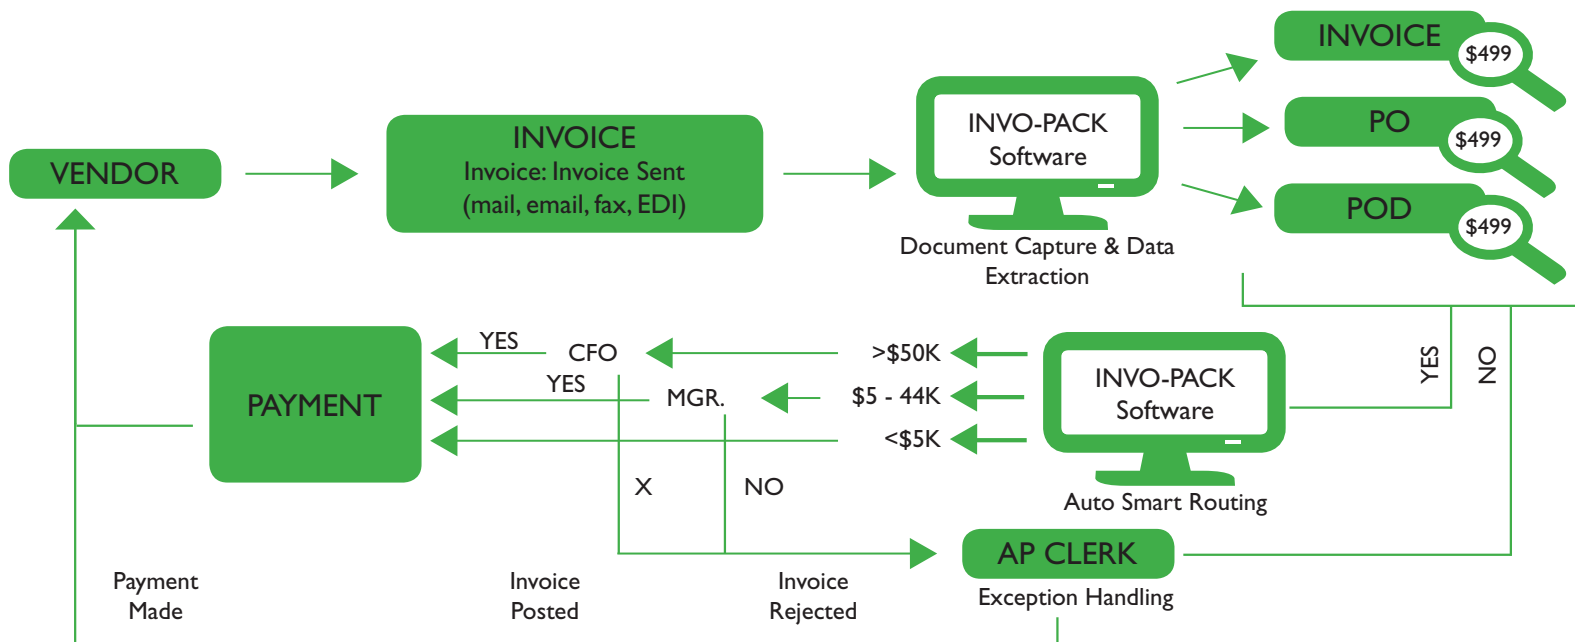 VENDOR
INVOICE
Invoice: Invoice Sent
(mail, email, fax, EDI)
INVO-PACK
Software
Document Capture & Data
Extraction
INVOICE
$499
PO
$499
POD
$499
YES
NO
INVO-PACK
Software
Auto Smart Routing
>$50K
$5 - 44K
<$5K
CFO
YES
MGR.
YES
PAYMENT
X
NO
AP CLERK
Exception Handling
Payment
Made
Invoice
Posted
Invoice
Rejected